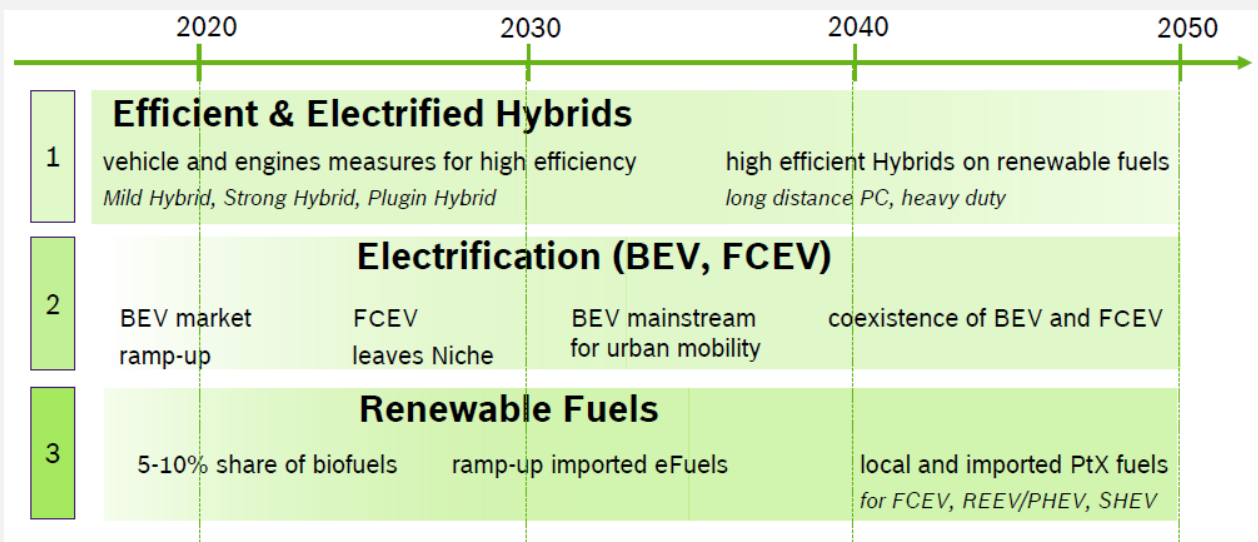 2020 2030 2040 2050
1
Efficient & Electrified Hybrids
vehicle and engines measures for high efficiency
Mild Hybrid, Strong Hybrid, Plugin Hybrid
high efficient Hybrids on renewable fuels
long distance PC, heavy duty
2
Electrification (BEV, FCEV)
BEV market
ramp-up
FCEV
leaves Niche
BEV mainstream
for urban mobility
coexistence of BEV and FCEV
3
Renewable Fuels
5-10% share of biofuels
ramp-up imported eFuels
local and imported PtX fuels
for FCEV, REEV/PHEV, SHEV